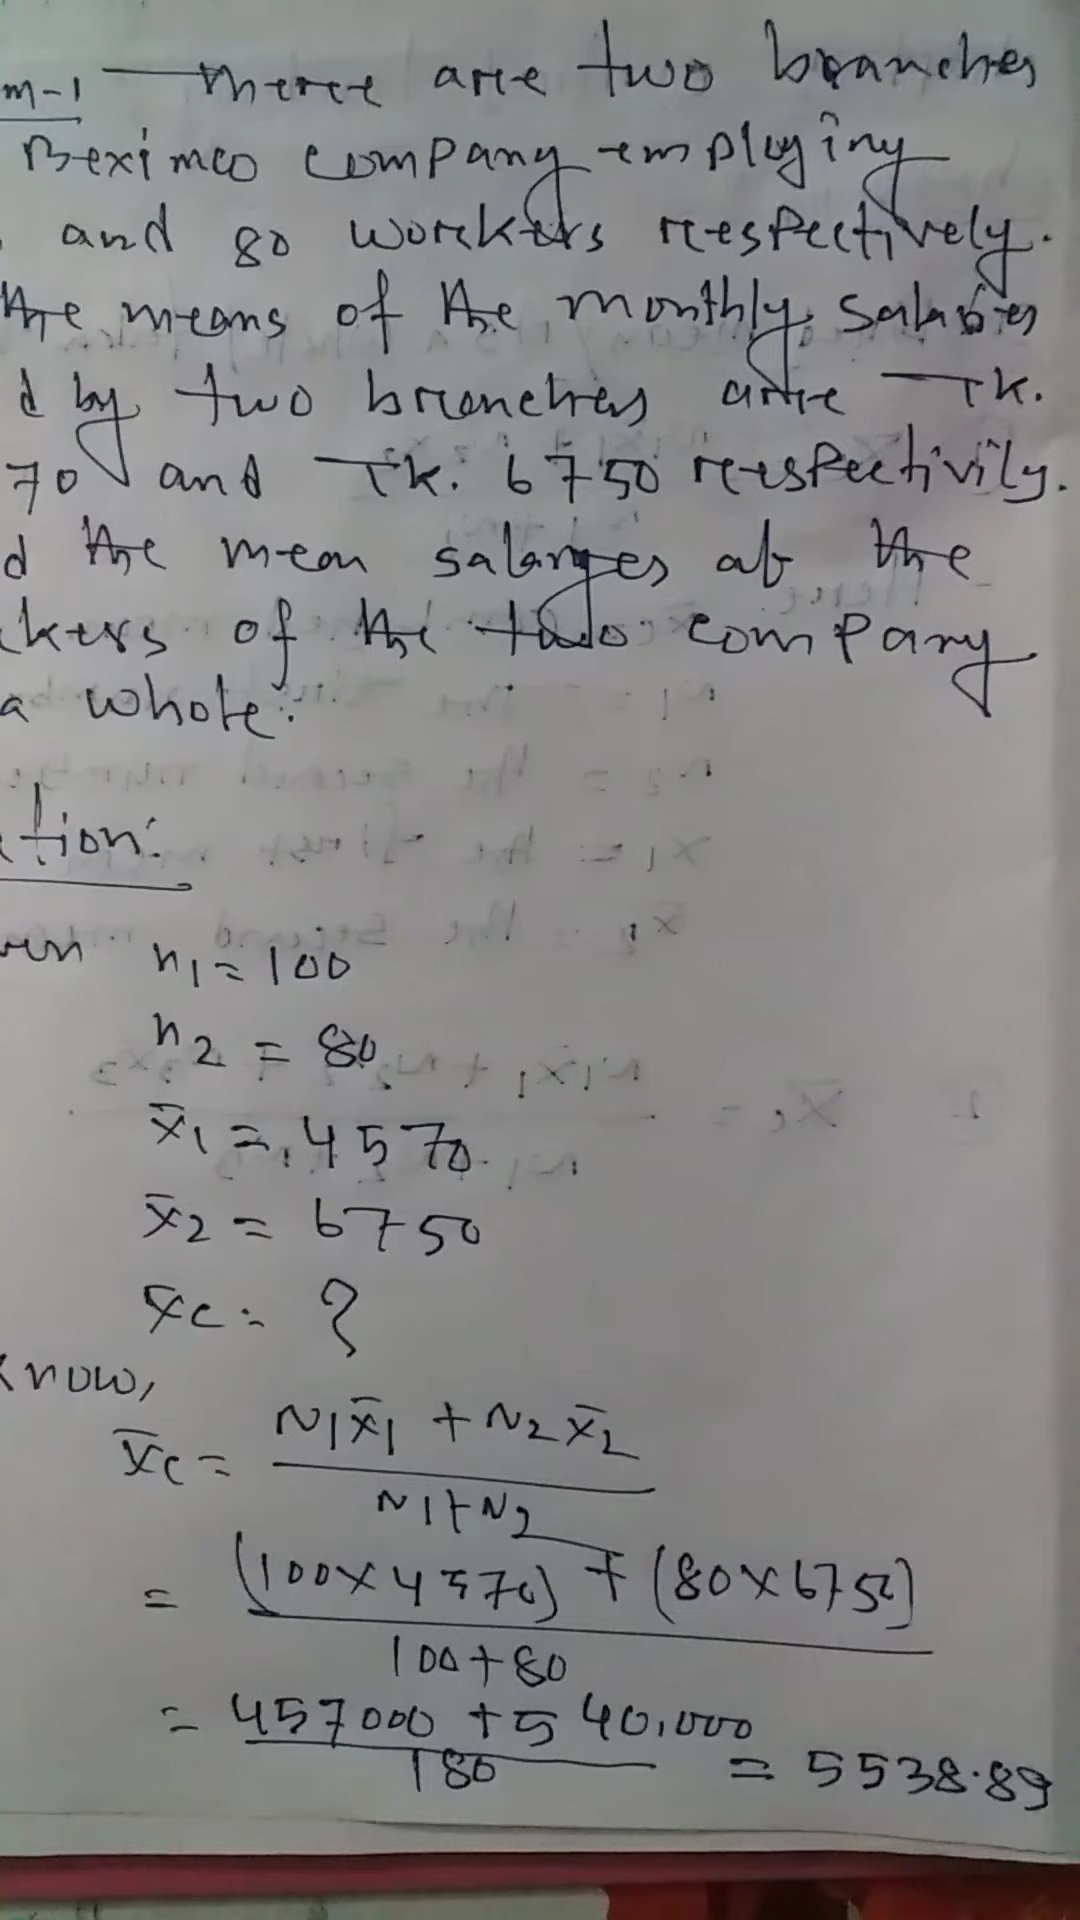 m-1 There are two branches
Beximco company employing
and 80 workers respectively.
The means of the monthly salaries
d by two branches are Tk.
70 and Tk. 6750 respectivily.
d the mean salaryes of the
kers of the two company
a whole.
tion:
ven n1 = 100
n2 = 80
x̄1 = 4570
x̄2 = 6750
x̄c = ?
know,
x̄c = N1x̄1 + N2x̄2
N1+N2
= (100×4570) + (80×6750)
100+80
= 457000 + 540,000
180 = 5538.89